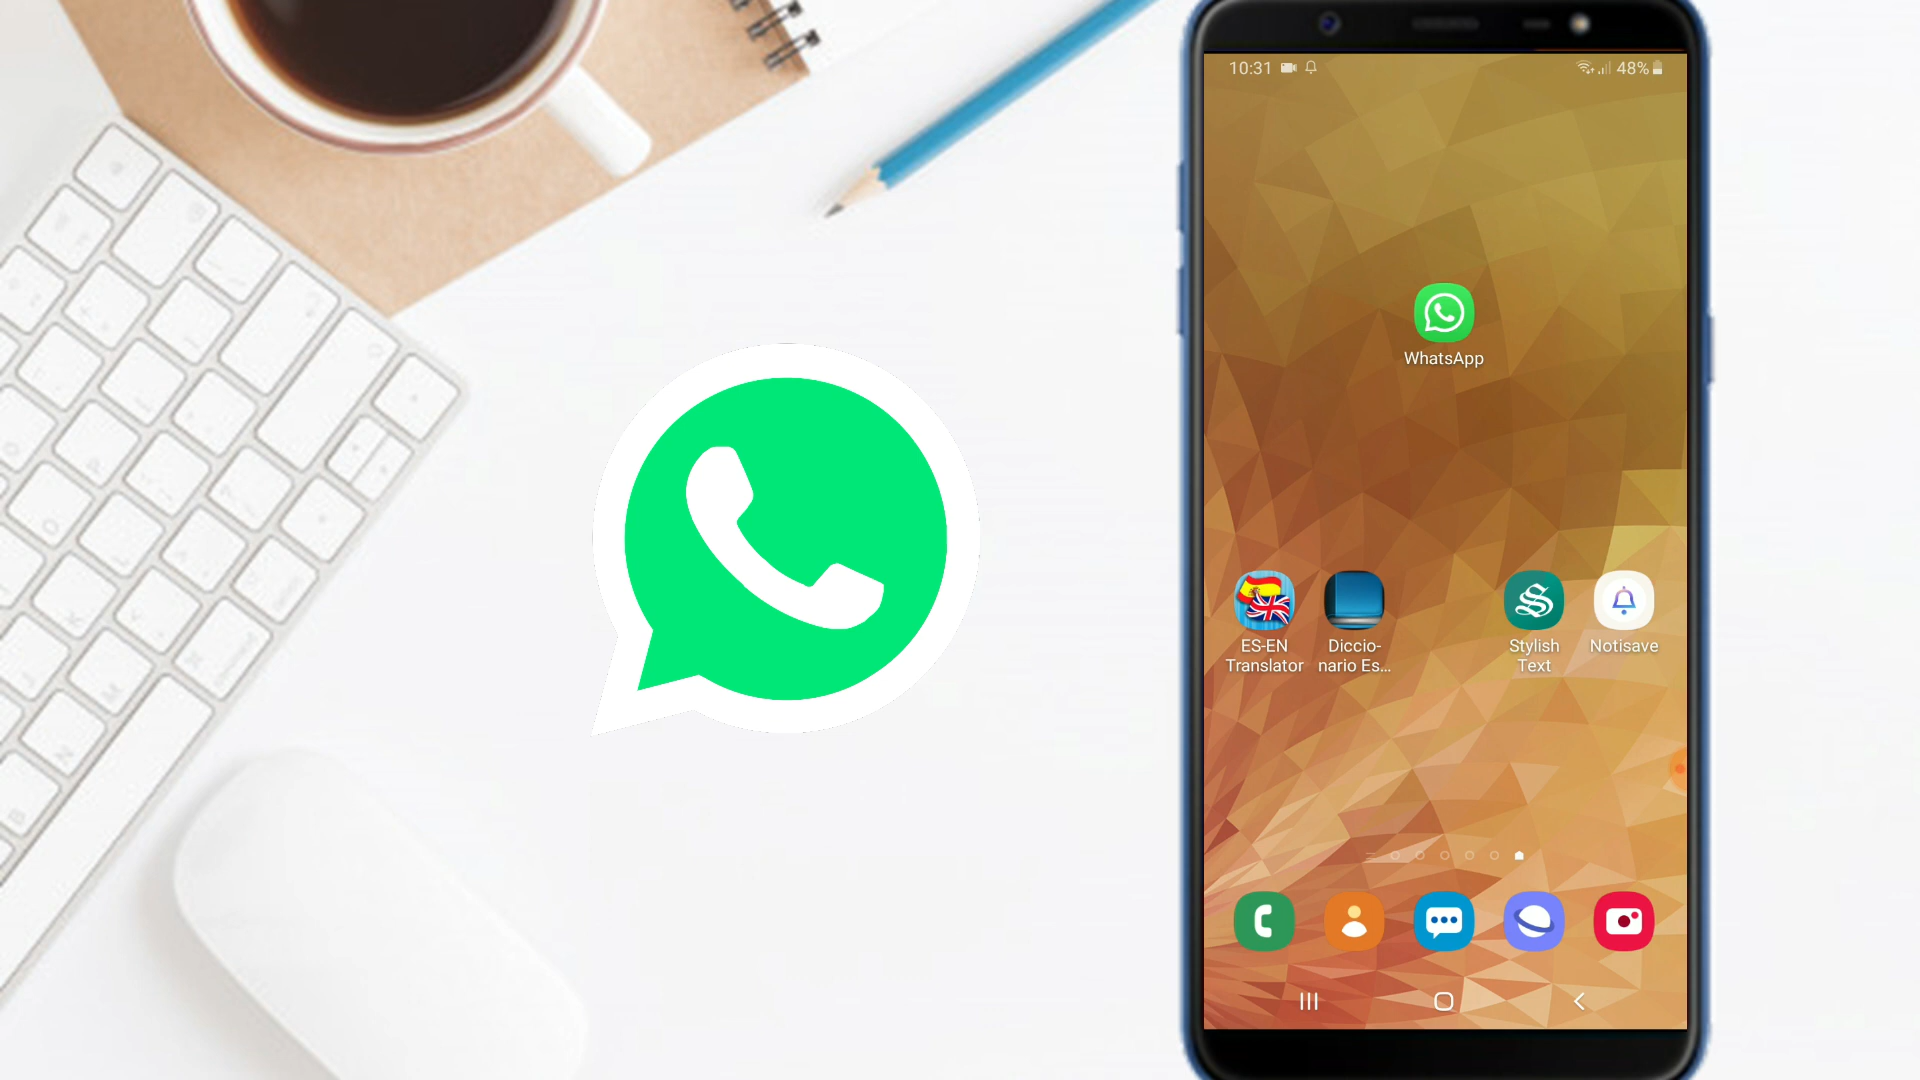 10:31
48%
WhatsApp
ES-EN
Translator
Diccio-
nario Es...
Stylish
Text
Notisave